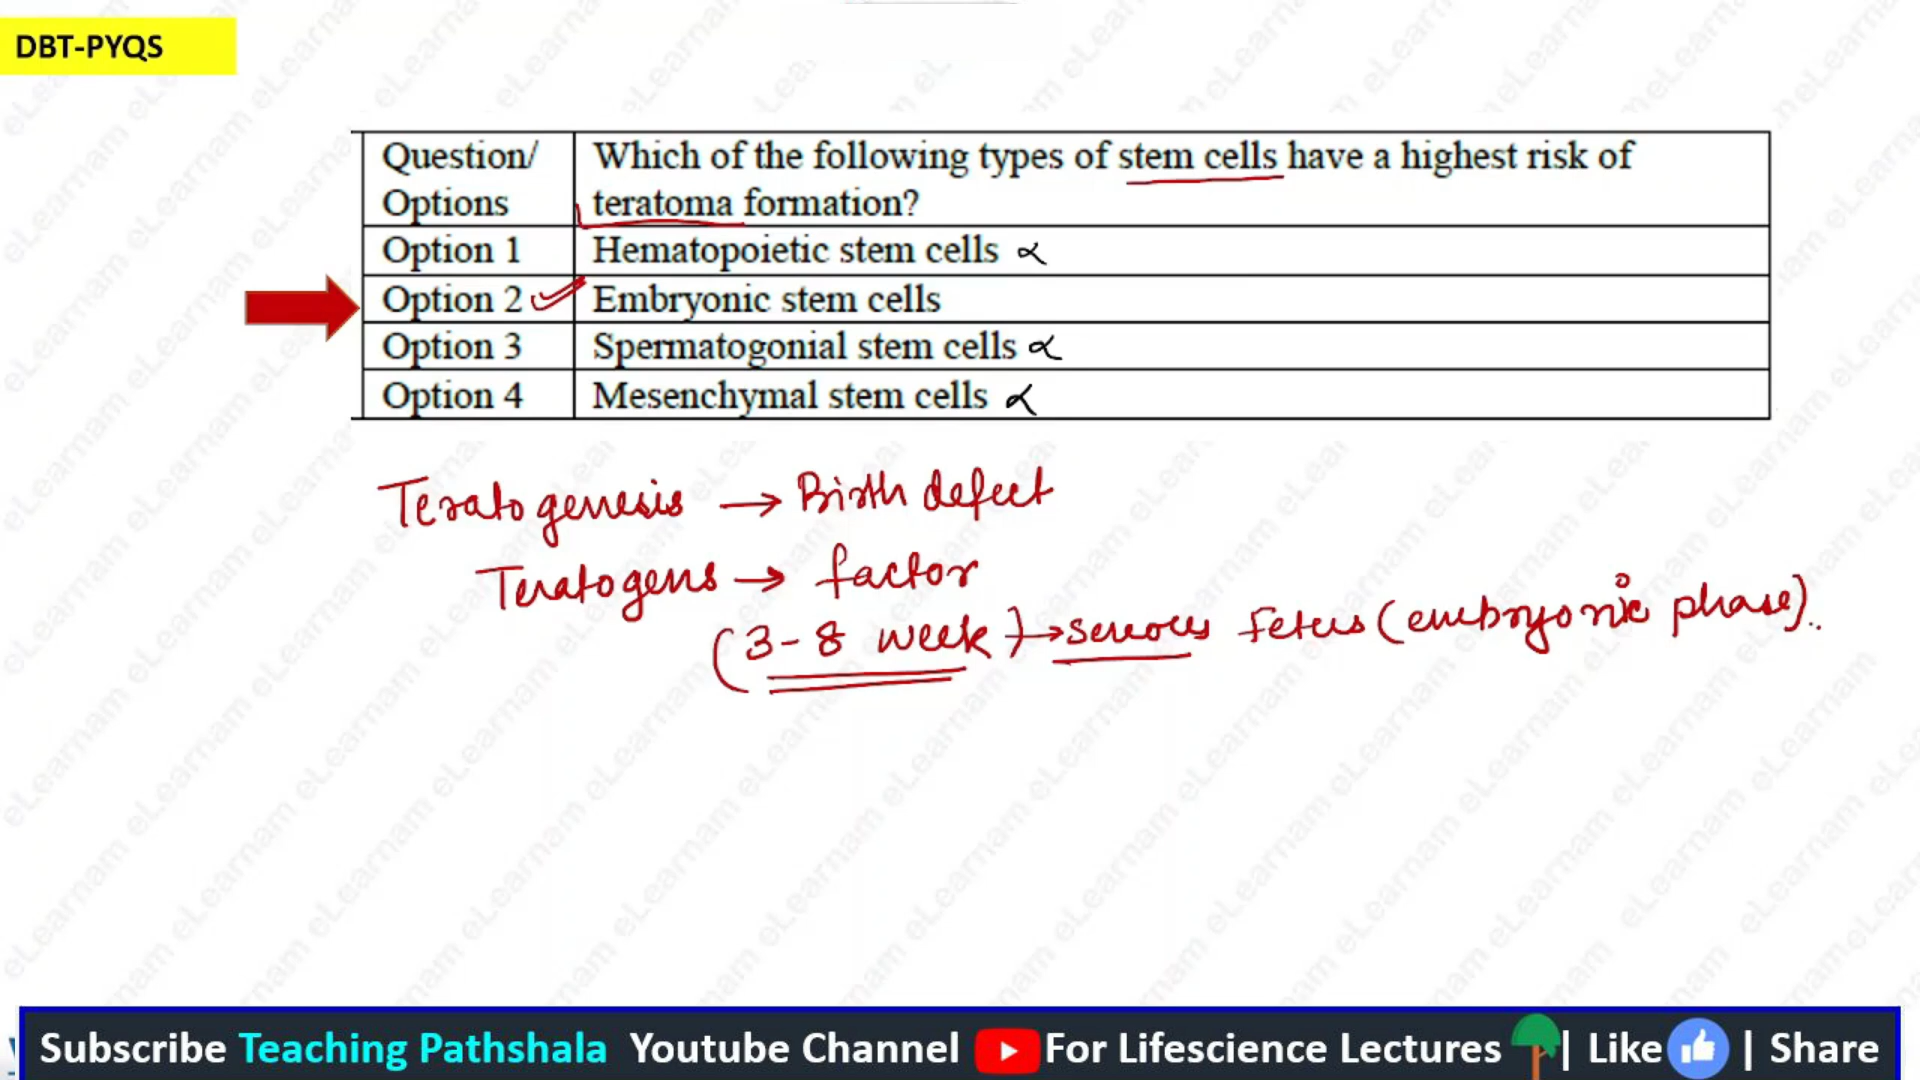 DBT-PYQS
Question/ Options Which of the following types of stem cells have a highest risk of teratoma formation?
Option 1 Hematopoietic stem cells
Option 2 Embryonic stem cells
Option 3 Spermatogonial stem cells
Option 4 Mesenchymal stem cells
Teratogenesis → Birth defect
Teratogens → factor
(3-8 week) → sereous Fetus (embryonic phase)..
Subscribe Teaching Pathshala Youtube Channel For Lifescience Lectures | Like | Share
eLearnam